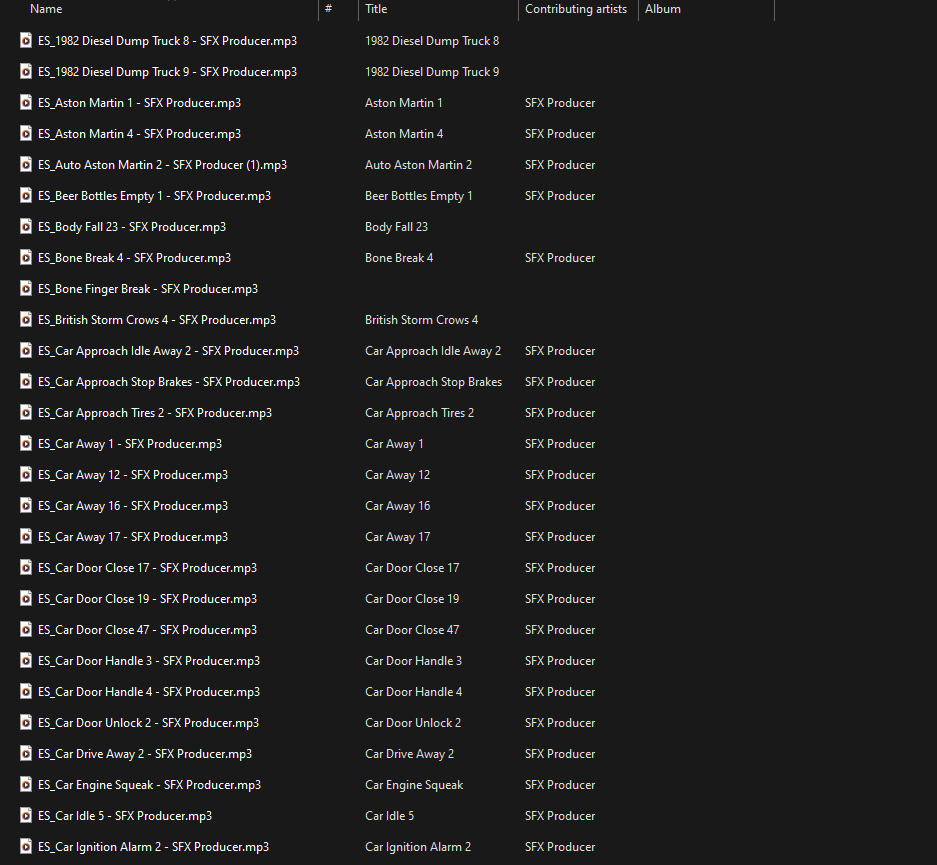 Name # Title Contributing artists Album
ES_1982 Diesel Dump Truck 8 - SFX Producer.mp3 1982 Diesel Dump Truck 8
ES_1982 Diesel Dump Truck 9 - SFX Producer.mp3 1982 Diesel Dump Truck 9
ES_Aston Martin 1 - SFX Producer.mp3 Aston Martin 1 SFX Producer
ES_Aston Martin 4 - SFX Producer.mp3 Aston Martin 4 SFX Producer
ES_Auto Aston Martin 2 - SFX Producer (1).mp3 Auto Aston Martin 2 SFX Producer
ES_Beer Bottles Empty 1 - SFX Producer.mp3 Beer Bottles Empty 1 SFX Producer
ES_Body Fall 23 - SFX Producer.mp3 Body Fall 23
ES_Bone Break 4 - SFX Producer.mp3 Bone Break 4 SFX Producer
ES_Bone Finger Break - SFX Producer.mp3
ES_British Storm Crows 4 - SFX Producer.mp3 British Storm Crows 4
ES_Car Approach Idle Away 2 - SFX Producer.mp3 Car Approach Idle Away 2 SFX Producer
ES_Car Approach Stop Brakes - SFX Producer.mp3 Car Approach Stop Brakes SFX Producer
ES_Car Approach Tires 2 - SFX Producer.mp3 Car Approach Tires 2 SFX Producer
ES_Car Away 1 - SFX Producer.mp3 Car Away 1 SFX Producer
ES_Car Away 12 - SFX Producer.mp3 Car Away 12 SFX Producer
ES_Car Away 16 - SFX Producer.mp3 Car Away 16 SFX Producer
ES_Car Away 17 - SFX Producer.mp3 Car Away 17 SFX Producer
ES_Car Door Close 17 - SFX Producer.mp3 Car Door Close 17 SFX Producer
ES_Car Door Close 19 - SFX Producer.mp3 Car Door Close 19 SFX Producer
ES_Car Door Close 47 - SFX Producer.mp3 Car Door Close 47 SFX Producer
ES_Car Door Handle 3 - SFX Producer.mp3 Car Door Handle 3 SFX Producer
ES_Car Door Handle 4 - SFX Producer.mp3 Car Door Handle 4 SFX Producer
ES_Car Door Unlock 2 - SFX Producer.mp3 Car Door Unlock 2 SFX Producer
ES_Car Drive Away 2 - SFX Producer.mp3 Car Drive Away 2 SFX Producer
ES_Car Engine Squeak - SFX Producer.mp3 Car Engine Squeak SFX Producer
ES_Car Idle 5 - SFX Producer.mp3 Car Idle 5 SFX Producer
ES_Car Ignition Alarm 2 - SFX Producer.mp3 Car Ignition Alarm 2 SFX Producer